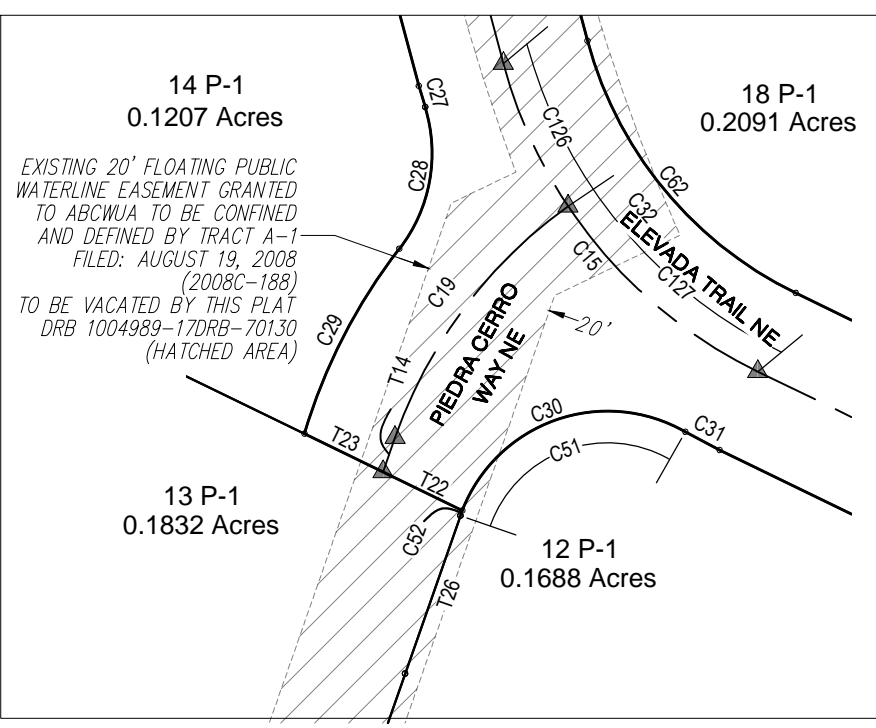 14 P-1
0.1207 Acres
18 P-1
0.2091 Acres
C27
C126
C28
C62
EXISTING 20' FLOATING PUBLIC
WATERLINE EASEMENT GRANTED
TO ABCWUA TO BE CONFINED
AND DEFINED BY TRACT A-1
FILED: AUGUST 19, 2008
(2008C-188)
TO BE VACATED BY THIS PLAT
DRB 1004989-17DRB-70130
(HATCHED AREA)
C32
ELEVADA TRAIL NE
C15
C127
C19
PIEDRA CERRO
WAY NE
20'
C29
T14
C30
C31
C51
T23
T22
13 P-1
0.1832 Acres
C52
12 P-1
0.1688 Acres
T26